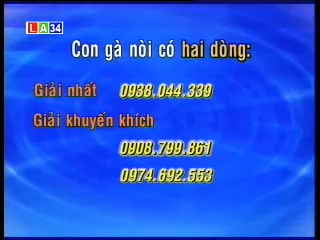 LA34
Con gà nòi có hai dòng:
Giải nhất 0938.044.339
Giải khuyến khích
0908.799.861
0974.692.553